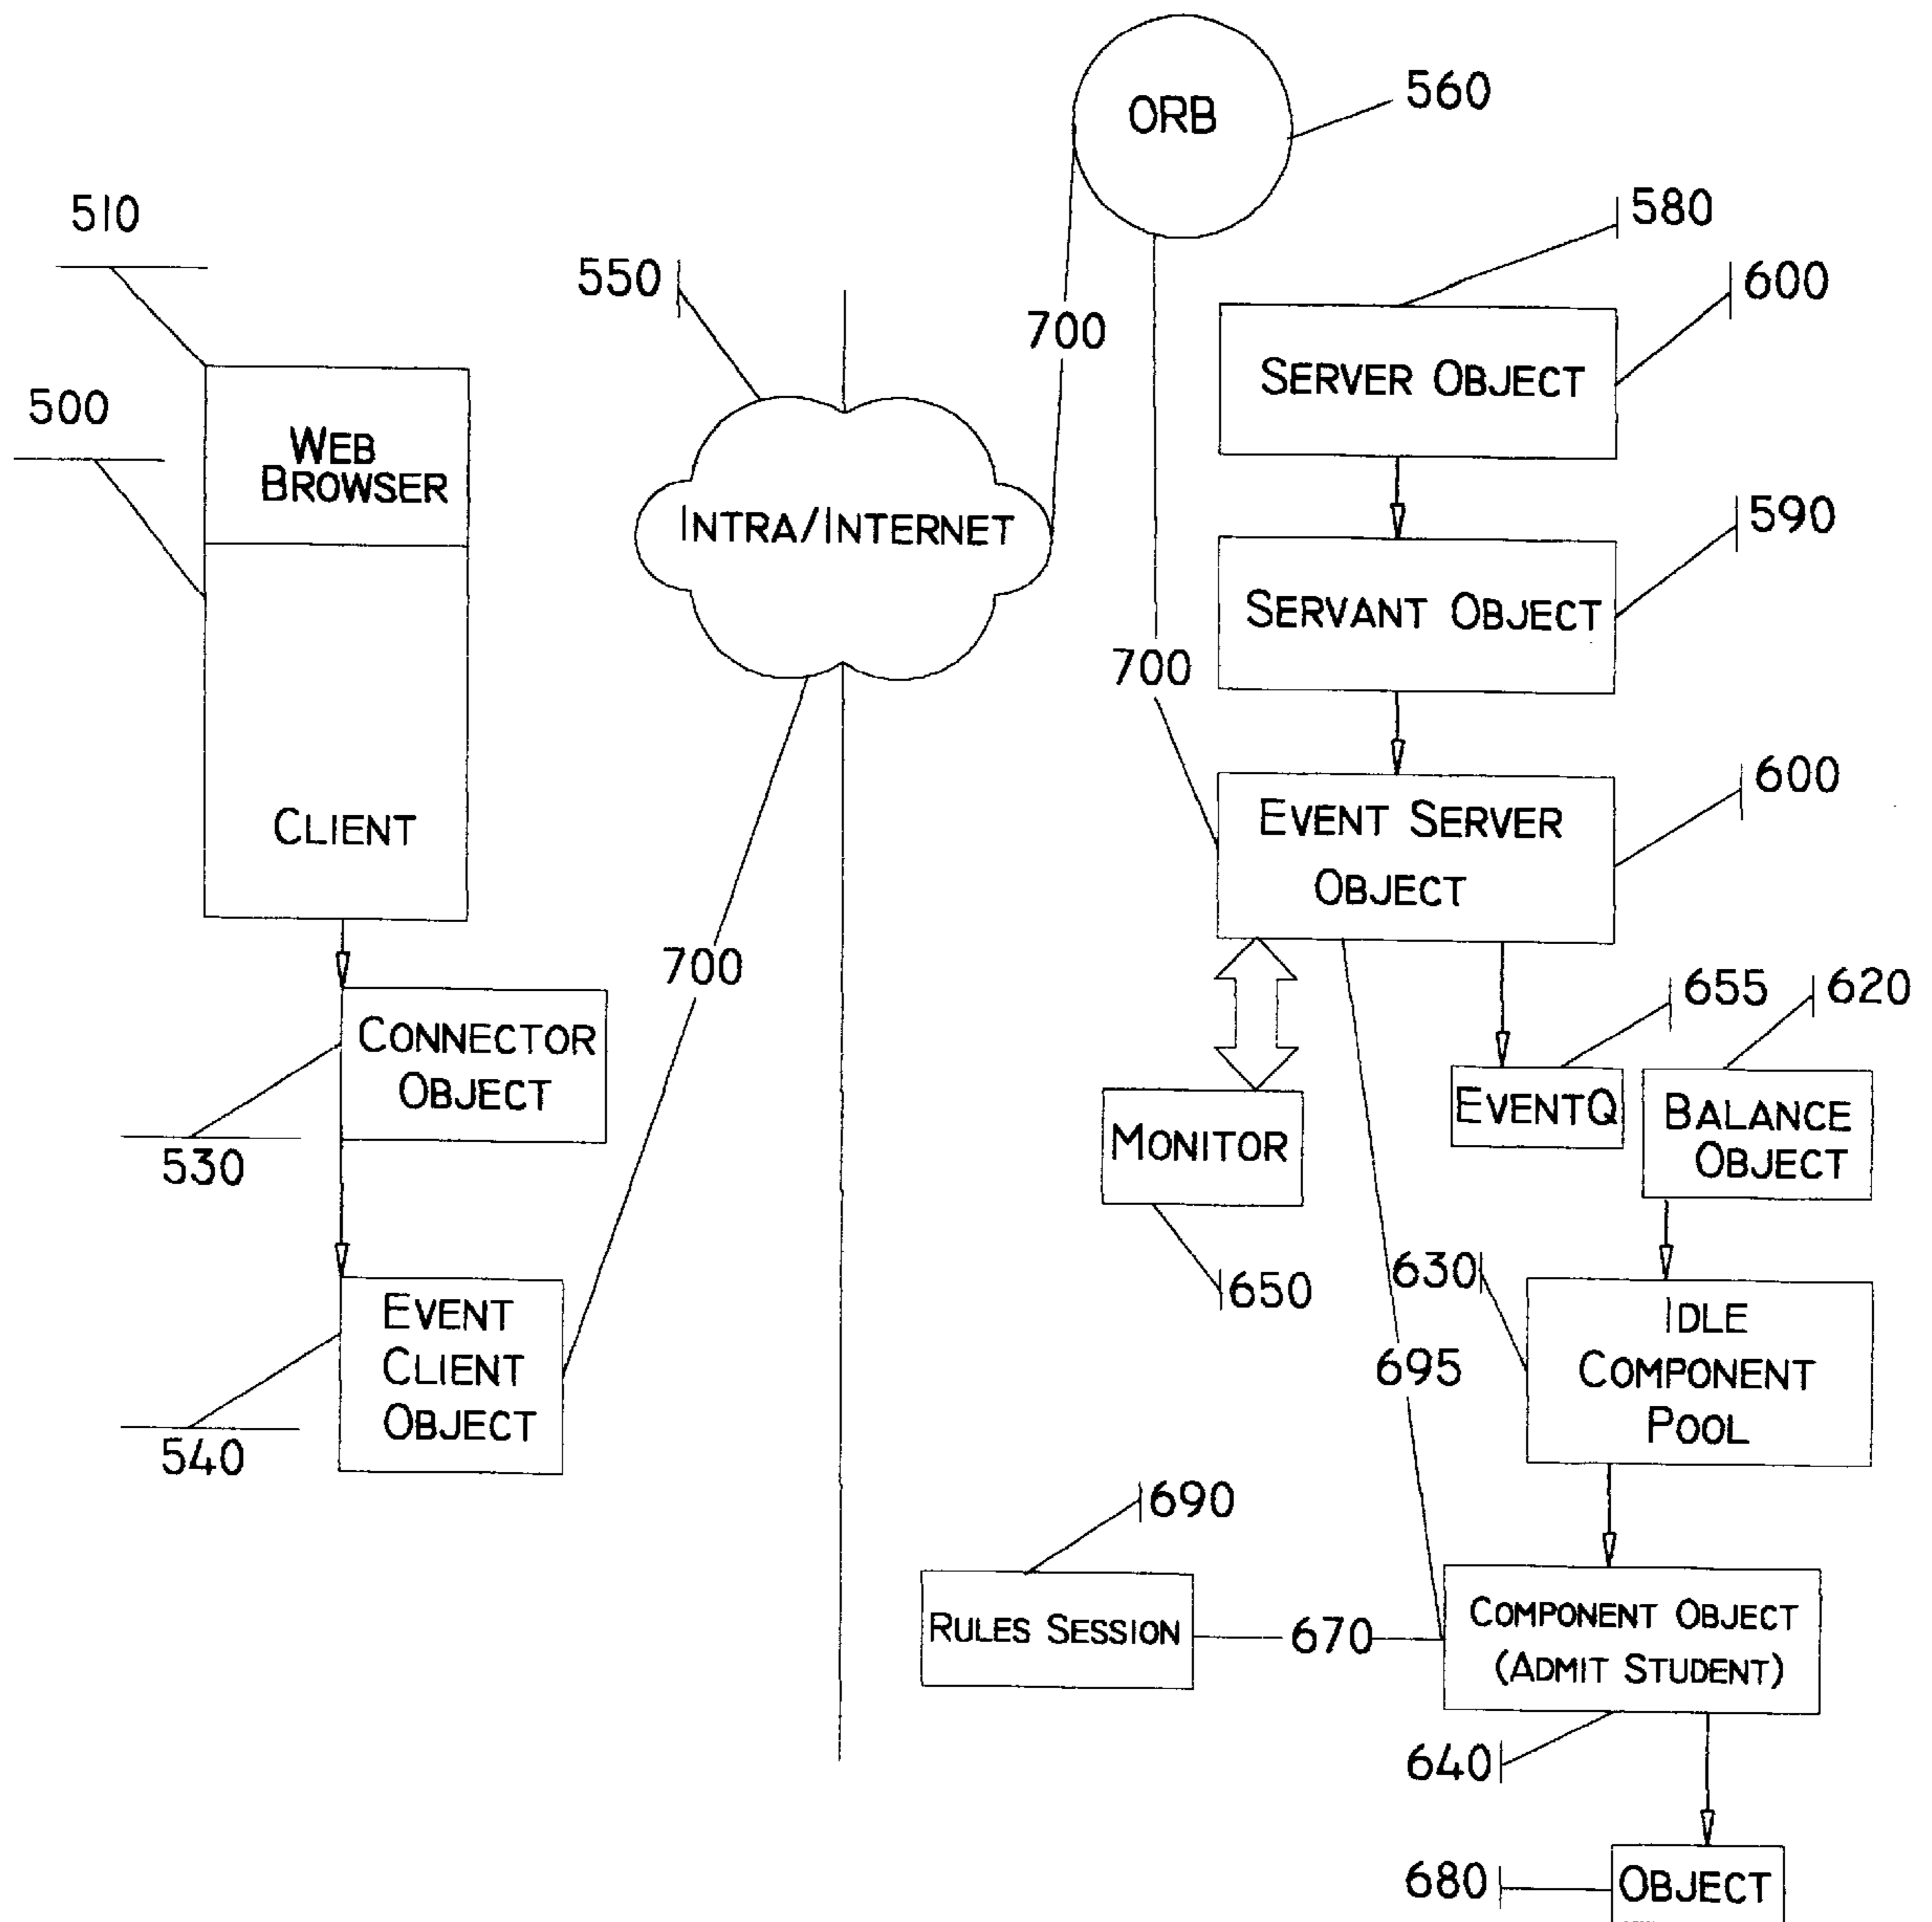 ORB
560
510
550
580
600
700
SERVER OBJECT
500
WEB
BROWSER
INTRA/INTERNET
590
SERVANT OBJECT
700
600
EVENT SERVER
OBJECT
CLIENT
700
655
620
CONNECTOR
OBJECT
EVENTQ
BALANCE
OBJECT
MONITOR
530
650
630
IDLE
COMPONENT
POOL
EVENT
CLIENT
OBJECT
695
540
690
RULES SESSION
670
COMPONENT OBJECT
(ADMIT STUDENT)
640
680
OBJECT